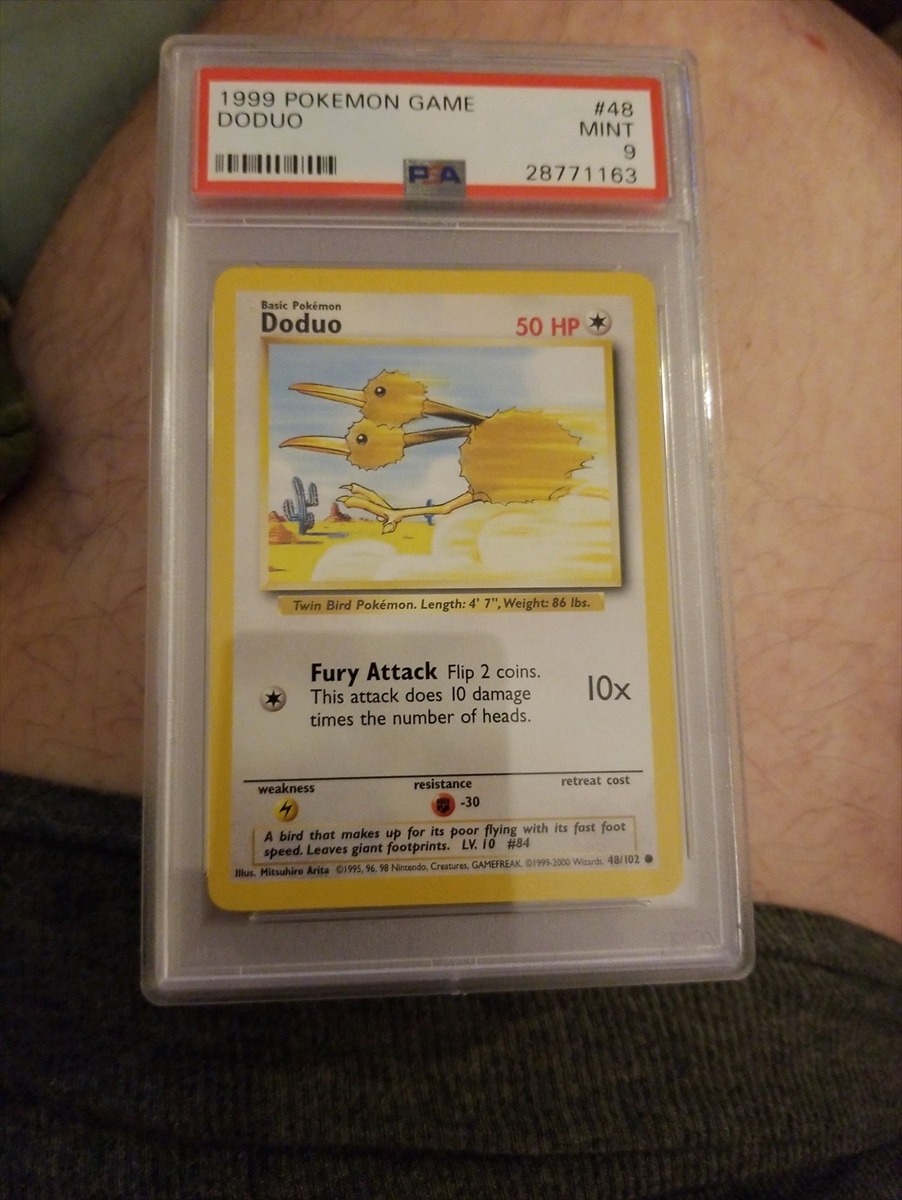 1999 POKEMON GAME #48
DODUO MINT
9
PSA 28771163
Basic Pokémon
Doduo 50 HP
Twin Bird Pokémon. Length: 4' 7", Weight: 86 lbs.
Fury Attack Flip 2 coins.
This attack does 10 damage
times the number of heads.
10x
weakness resistance retreat cost
-30
A bird that makes up for its poor flying with its fast foot
speed. Leaves giant footprints. LV. 10 #84
Illus. Mitsuhiro Arita ©1995, 96, 98 Nintendo, Creatures, GAMEFREAK. ©1999-2000 Wizards. 48/102